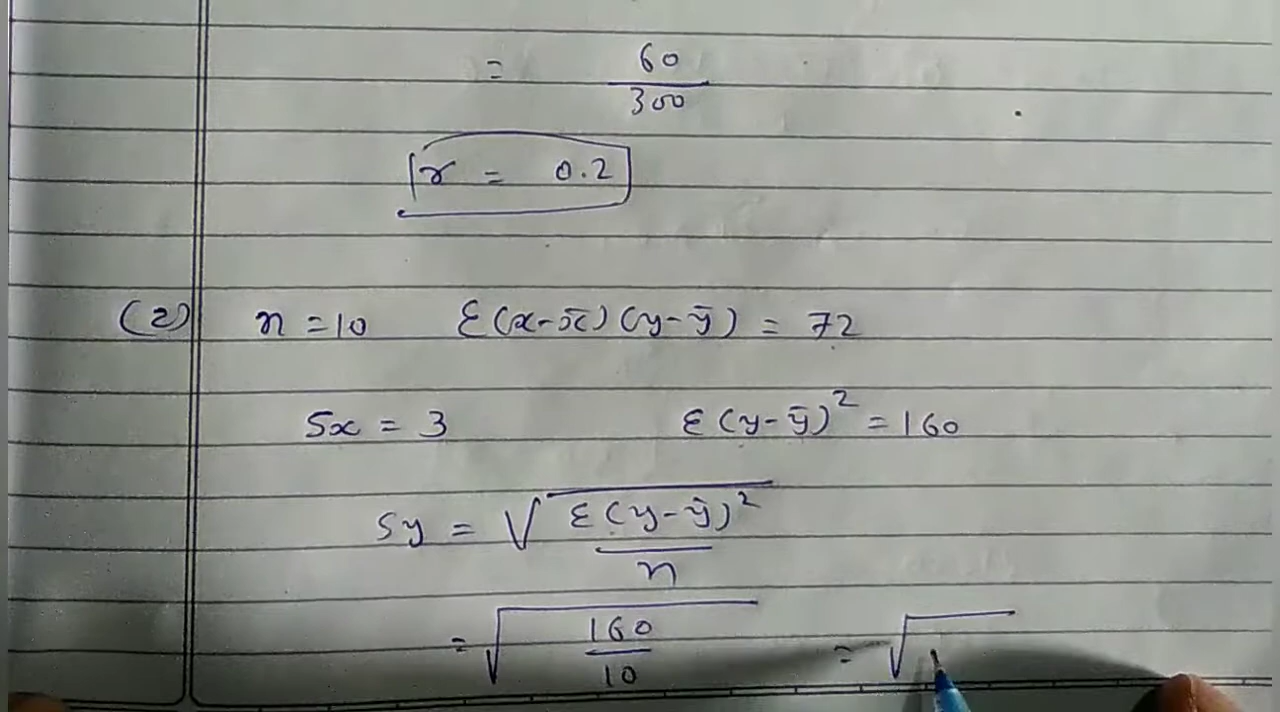 = 60/300
r = 0.2
(2) n = 10 Σ(x-x̄)(y-ȳ) = 72
Sx = 3 Σ(y-ȳ)² = 160
Sy = √(Σ(y-ȳ)²/n)
= √(160/10) = √